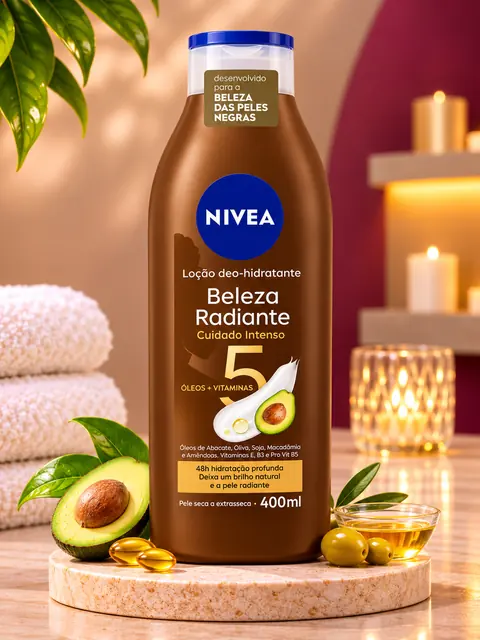 desenvolvido
para a
BELEZA
DAS PELES
NEGRAS
NIVEA
Loção deo-hidratante
Beleza
Radiante
Cuidado Intenso
5
ÓLEOS + VITAMINAS
Óleos de Abacate, Oliva, Soja, Macadâmia
e Amêndoas, Vitaminas E, B3 e Pro Vit B5
48h hidratação profunda
Deixa um brilho natural
e a pele radiante
Pele seca a extrasseca • 400ml